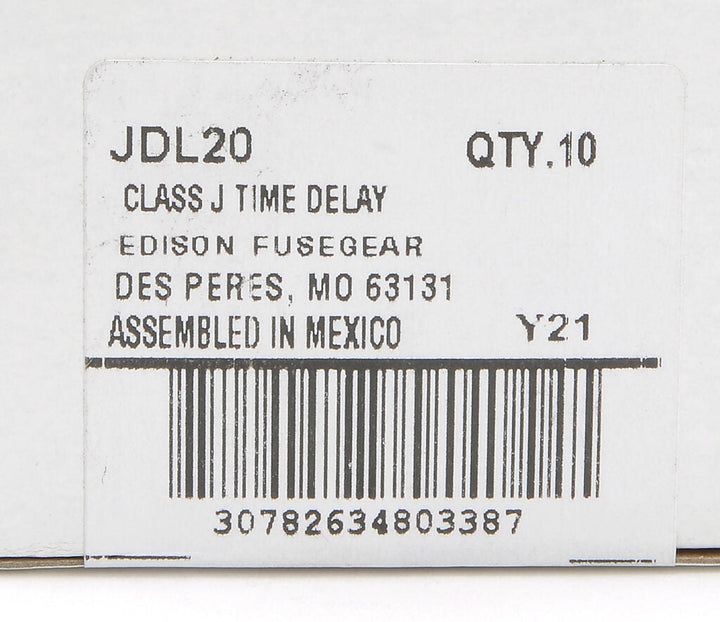 JDL20 QTY.10
CLASS J TIME DELAY
EDISON FUSEGEAR
DES PERES, MO 63131
ASSEMBLED IN MEXICO Y21
30782634803387